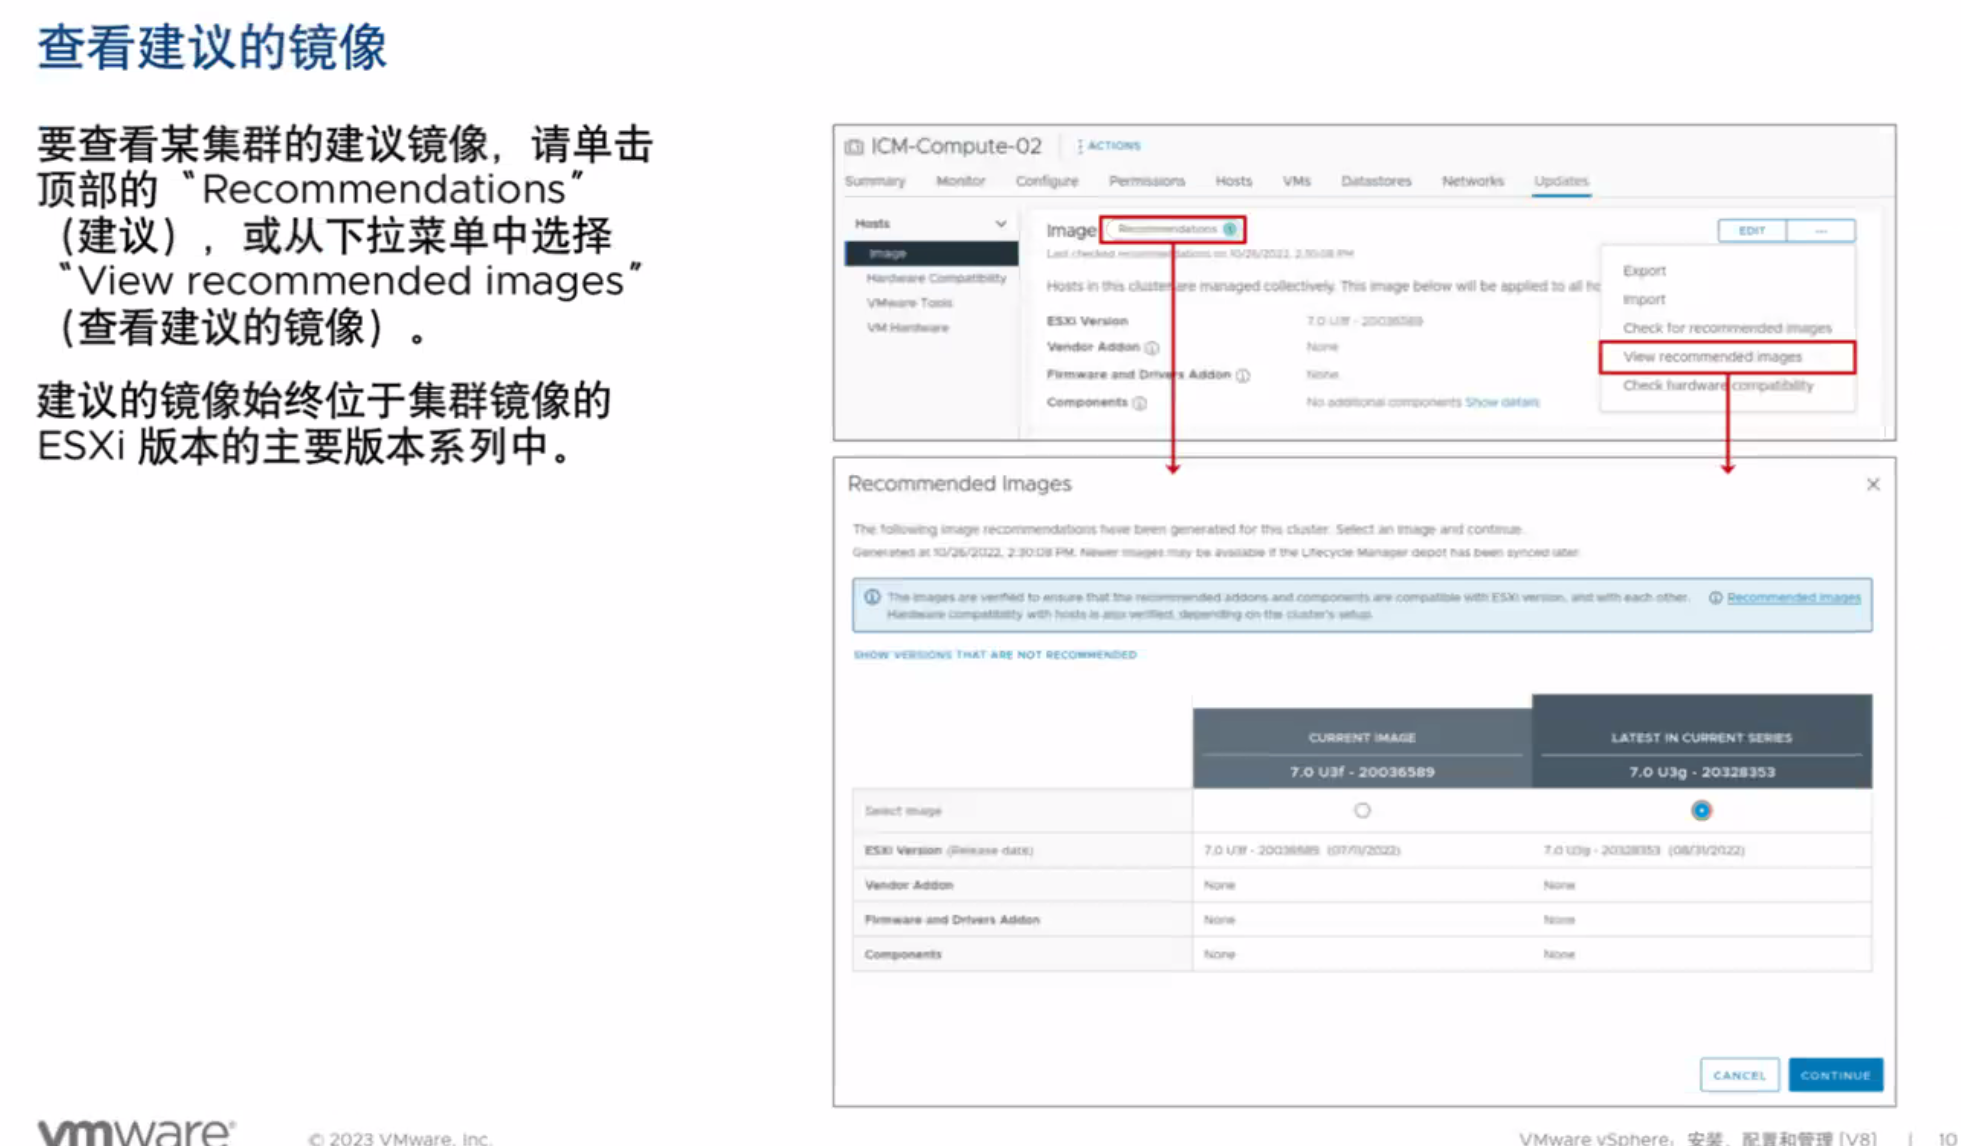 查看建议的镜像
要查看某集群的建议镜像，请单击
顶部的“Recommendations”
（建议），或从下拉菜单中选择
“View recommended images”
（查看建议的镜像）。
建议的镜像始终位于集群镜像的
ESXi 版本的主要版本系列中。
ICM-Compute-02 ACTIONS
Summary Monitor Configure Permissions Hosts VMs Datastores Networks Updates
Hosts
Image
Hardware Compatibility
VMware Tools
VM Hardware
Image Recommendations 1
EDIT ...
Last checked recommendations on 10/26/2022, 2:30:08 PM
Hosts in this cluster are managed collectively. This image below will be applied to all ho
ESXi Version 7.0 U3f - 20036589
Vendor Addon None
Firmware and Drivers Addon None
Components No additional components Show details
Export
Import
Check for recommended images
View recommended images
Check hardware compatibility
Recommended Images
The following image recommendations have been generated for this cluster. Select an image and continue.
Generated at 10/26/2022, 2:30:08 PM. Newer images may be available if the Lifecycle Manager depot has been synced later.
The images are verified to ensure that the recommended addons and components are compatible with ESXi version, and with each other. Recommended images
Hardware compatibility with hosts is also verified, depending on the cluster's setup.
SHOW VERSIONS THAT ARE NOT RECOMMENDED
CURRENT IMAGE LATEST IN CURRENT SERIES
7.0 U3f - 20036589 7.0 U3g - 20328353
Select image
ESXi Version (Release date) 7.0 U3f - 20036589 (07/11/2022) 7.0 U3g - 20328353 (08/31/2022)
Vendor Addon None None
Firmware and Drivers Addon None None
Components None None
CANCEL CONTINUE
vmware® © 2023 VMware, Inc. VMware vSphere：安装、配置和管理 [V8] | 10